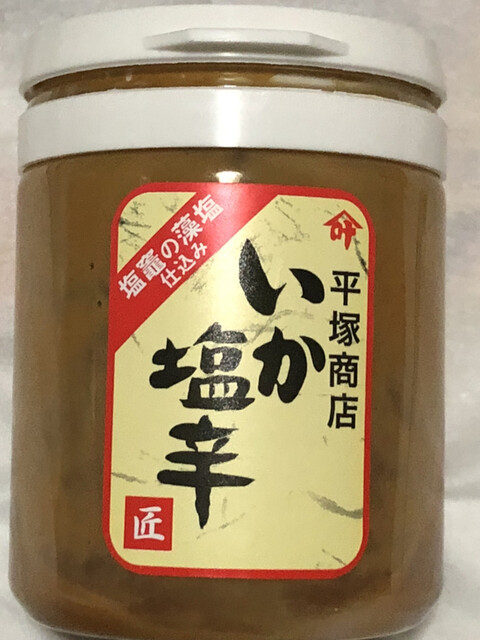 塩竈の藻塩
仕込み
平塚商店
いか
塩辛
匠